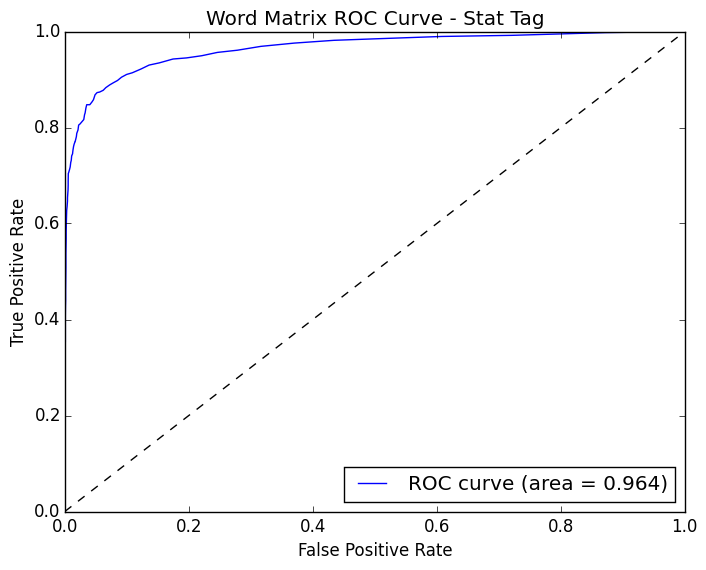 Word Matrix ROC Curve - Stat Tag
1.0
0.8
0.6
0.4
0.2
0.0
True Positive Rate
ROC curve (area = 0.964)
0.0 0.2 0.4 0.6 0.8 1.0
False Positive Rate